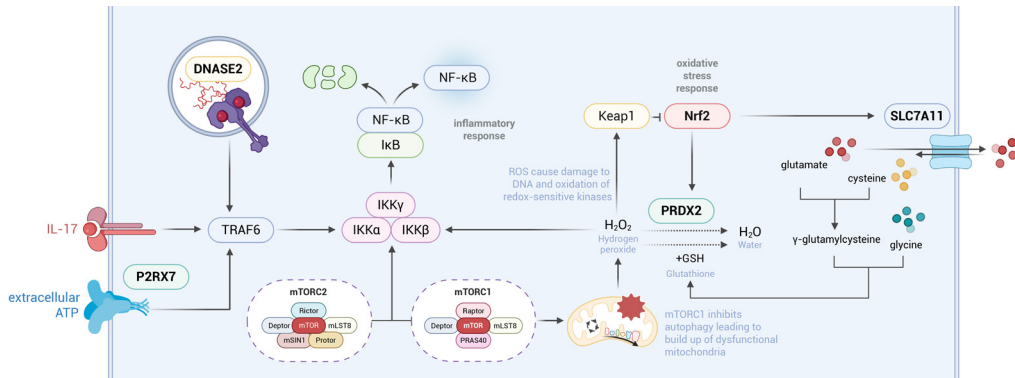 DNASE2
NF-κB
NF-κB
IκB
inflammatory
response
IKKγ
IKKα
IKKβ
IL-17
TRAF6
P2RX7
extracellular
ATP
mTORC2
Rictor
Deptor
mTOR
mLST8
mSIN1
Protor
mTORC1
Raptor
Deptor
mTOR
mLST8
PRAS40
oxidative
stress
response
Keap1
Nrf2
SLC7A11
ROS cause damage to
DNA and oxidation of
redox-sensitive kinases
PRDX2
H₂O₂
Hydrogen
peroxide
H₂O
Water
+GSH
Glutathione
glutamate
cysteine
γ-glutamylcysteine
glycine
mTORC1 inhibits
autophagy leading to
build up of dysfunctional
mitochondria